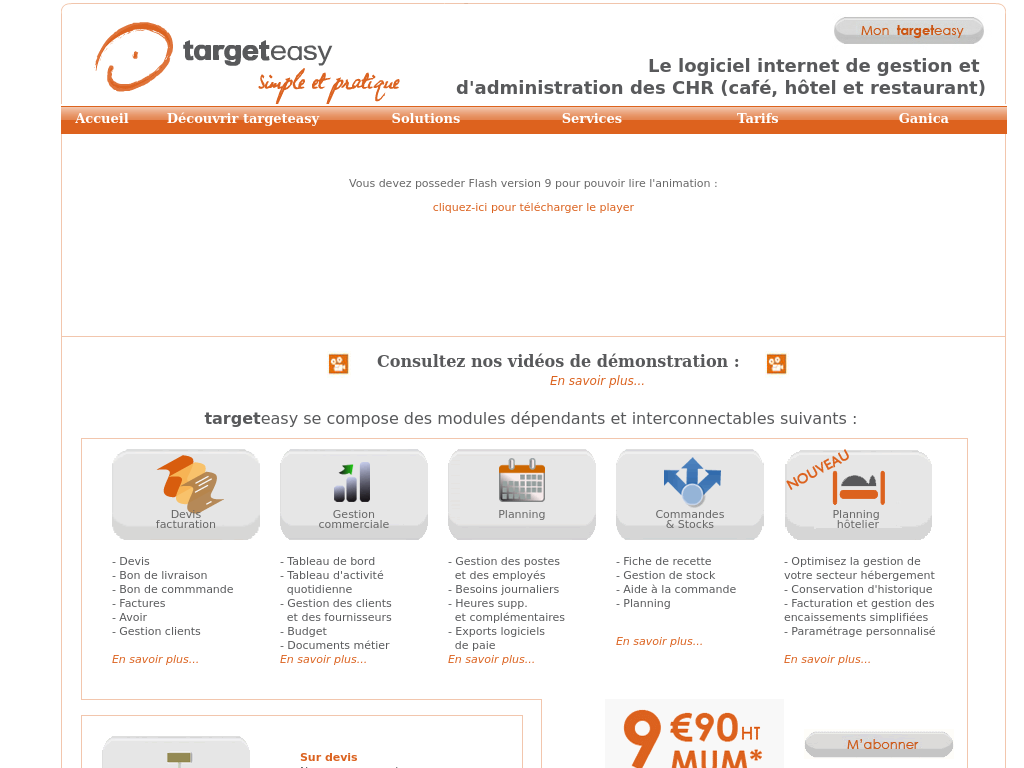 targeteasy
simple et pratique
Mon targeteasy
Le logiciel internet de gestion et
d'administration des CHR (café, hôtel et restaurant)
Accueil Découvrir targeteasy Solutions Services Tarifs Ganica
Vous devez posseder Flash version 9 pour pouvoir lire l'animation :
cliquez-ici pour télécharger le player
Consultez nos vidéos de démonstration :
En savoir plus...
targeteasy se compose des modules dépendants et interconnectables suivants :
Devis
facturation
- Devis
- Bon de livraison
- Bon de commmande
- Factures
- Avoir
- Gestion clients
En savoir plus...
Gestion
commerciale
- Tableau de bord
- Tableau d'activité
quotidienne
- Gestion des clients
et des fournisseurs
- Budget
- Documents métier
En savoir plus...
Planning
- Gestion des postes
et des employés
- Besoins journaliers
- Heures supp.
et complémentaires
- Exports logiciels
de paie
En savoir plus...
Commandes
& Stocks
- Fiche de recette
- Gestion de stock
- Aide à la commande
- Planning
En savoir plus...
NOUVEAU
Planning
hôtelier
- Optimisez la gestion de
votre secteur hébergement
- Conservation d'historique
- Facturation et gestion des
encaissements simplifiées
- Paramétrage personnalisé
En savoir plus...
Sur devis
9 €90 HT
MUM*
M'abonner